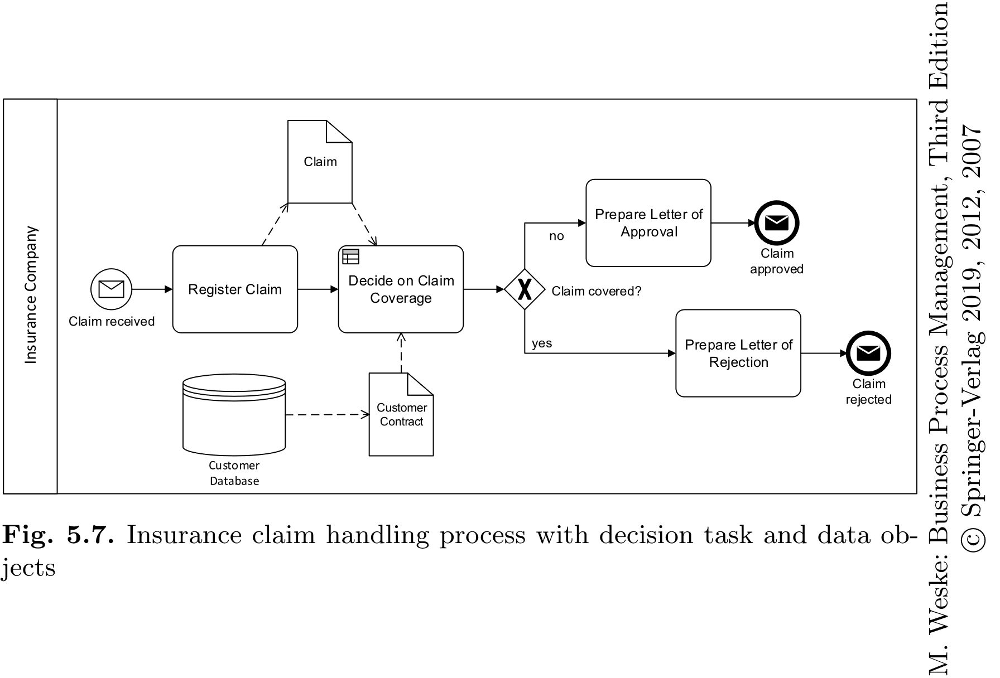 Insurance Company
Claim
Claim received
Register Claim
Decide on Claim
Coverage
Customer
Database
Customer
Contract
Claim covered?
no
Prepare Letter of
Approval
Claim
approved
yes
Prepare Letter of
Rejection
Claim
rejected
Fig. 5.7. Insurance claim handling process with decision task and data ob-
jects
M. Weske: Business Process Management, Third Edition
© Springer-Verlag 2019, 2012, 2007